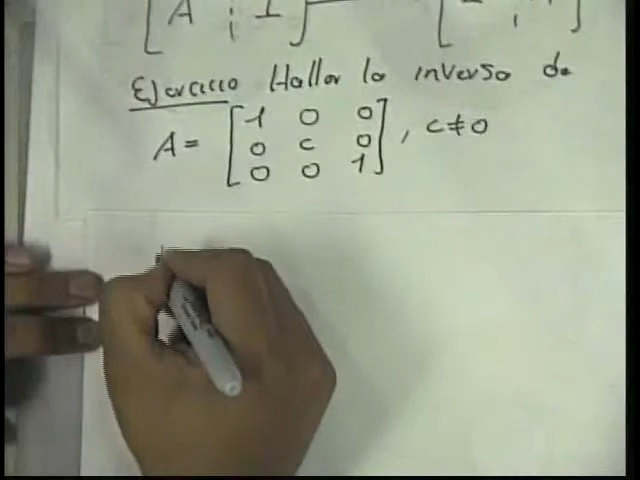 [A ⋮ I]
Ejercicio Hallar la inversa de
A = [1 0 0
0 c 0
0 0 1] , c≠0